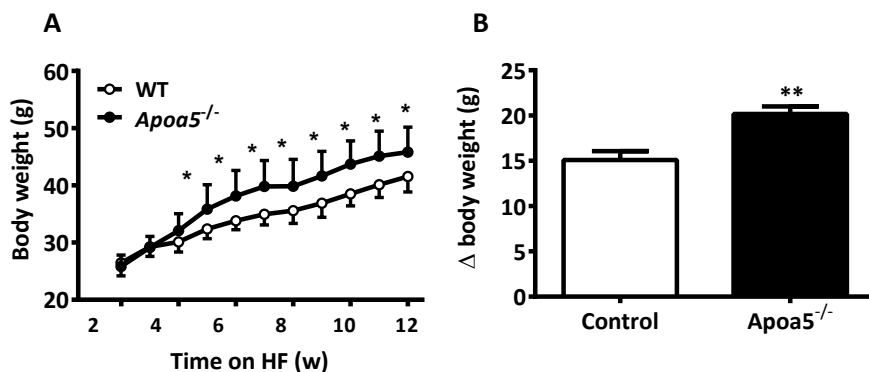 A
WT
Apoa5-/-
Body weight (g)
60
50
40
30
20
* * * * * * * * *
2 4 6 8 10 12
Time on HF (w)
B
Δ body weight (g)
25
20
15
10
5
0
**
Control Apoa5-/-